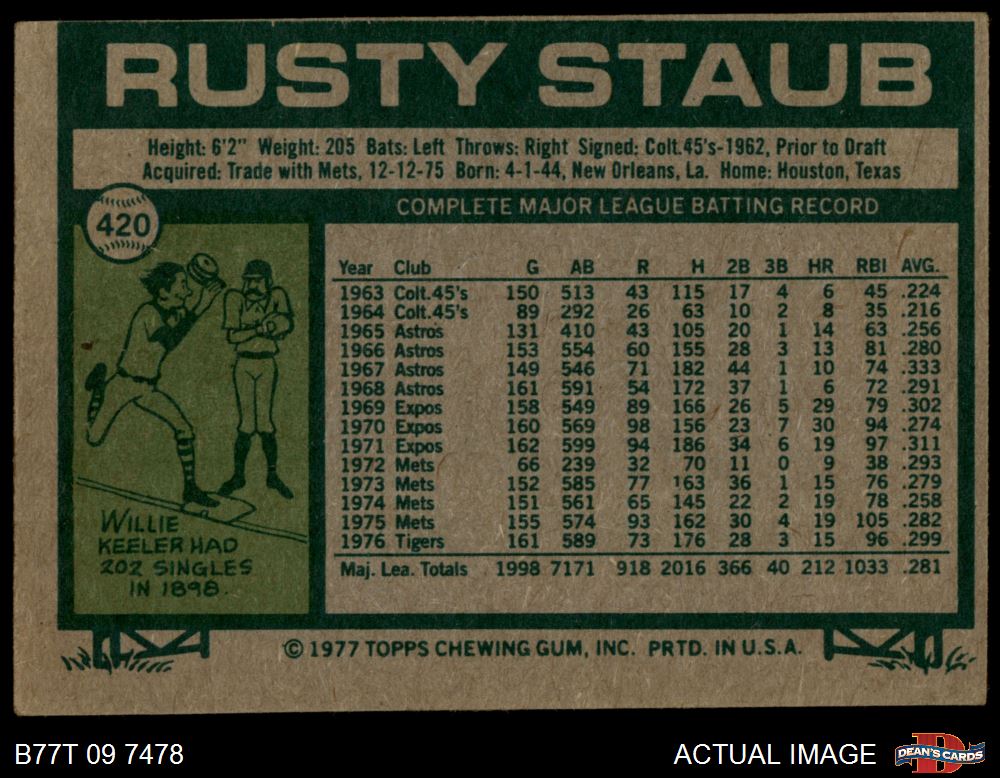 RUSTY STAUB
Height: 6'2" Weight: 205 Bats: Left Throws: Right Signed: Colt.45's-1962, Prior to Draft
Acquired: Trade with Mets, 12-12-75 Born: 4-1-44, New Orleans, La. Home: Houston, Texas
420
COMPLETE MAJOR LEAGUE BATTING RECORD
Year Club G AB R H 2B 3B HR RBI AVG.
1963 Colt.45's 150 513 43 115 17 4 6 45 .224
1964 Colt.45's 89 292 26 63 10 2 8 35 .216
1965 Astros 131 410 43 105 20 1 14 63 .256
1966 Astros 153 554 60 155 28 3 13 81 .280
1967 Astros 149 546 71 182 44 1 10 74 .333
1968 Astros 161 591 54 172 37 1 6 72 .291
1969 Expos 158 549 89 166 26 5 29 79 .302
1970 Expos 160 569 98 156 23 7 30 94 .274
1971 Expos 162 599 94 186 34 6 19 97 .311
1972 Mets 66 239 32 70 11 0 9 38 .293
1973 Mets 152 585 77 163 36 1 15 76 .279
1974 Mets 151 561 65 145 22 2 19 78 .258
1975 Mets 155 574 93 162 30 4 19 105 .282
1976 Tigers 161 589 73 176 28 3 15 96 .299
Maj. Lea. Totals 1998 7171 918 2016 366 40 212 1033 .281
WILLIE
KEELER HAD
202 SINGLES
IN 1898.
© 1977 TOPPS CHEWING GUM, INC. PRTD. IN U.S.A.
B77T 09 7478
ACTUAL IMAGE
DEAN'S CARDS